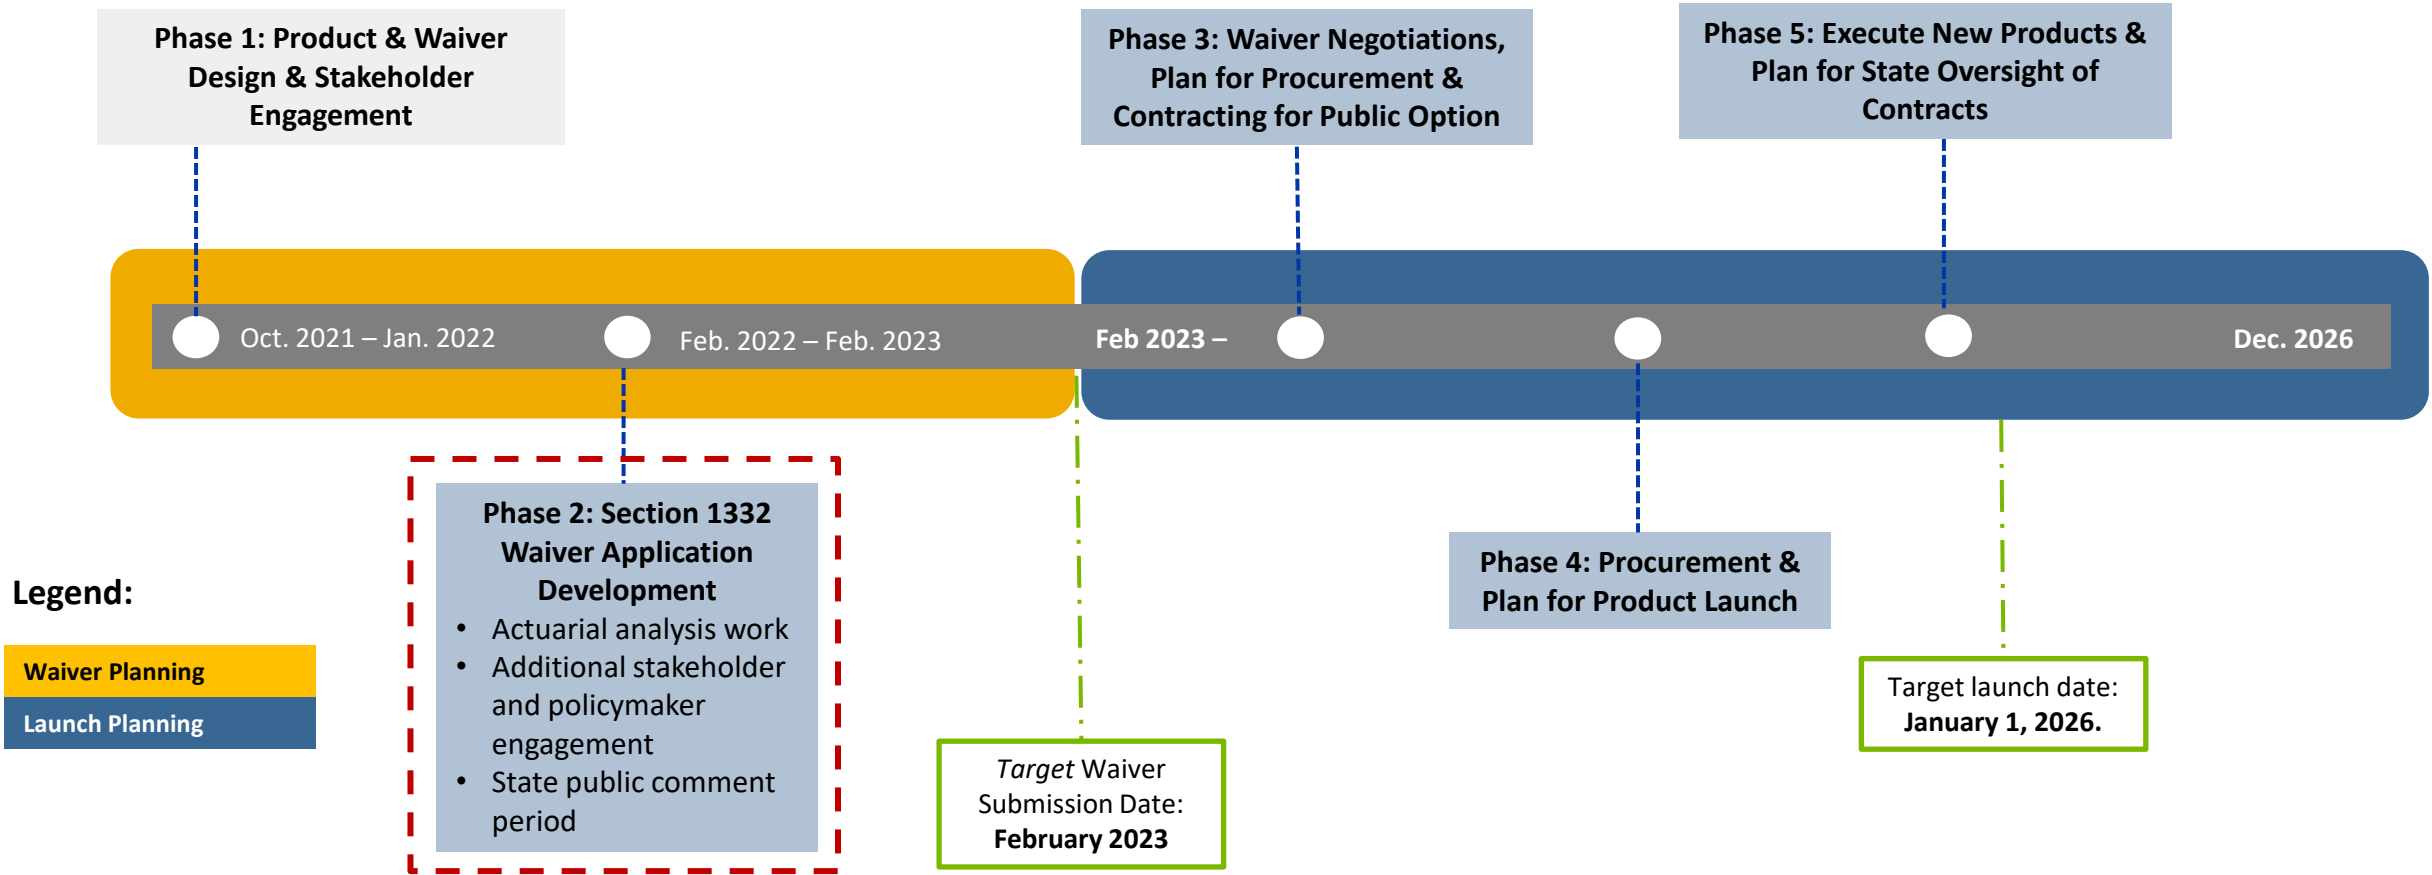 Phase 1: Product & Waiver
Design & Stakeholder
Engagement
Phase 3: Waiver Negotiations,
Plan for Procurement &
Contracting for Public Option
Phase 5: Execute New Products &
Plan for State Oversight of
Contracts
Oct. 2021 – Jan. 2022
Feb. 2022 – Feb. 2023
Feb 2023 –
Dec. 2026
Phase 2: Section 1332
Waiver Application
Development
• Actuarial analysis work
• Additional stakeholder
and policymaker
engagement
• State public comment
period
Phase 4: Procurement &
Plan for Product Launch
Legend:
Waiver Planning
Launch Planning
Target Waiver
Submission Date:
February 2023
Target launch date:
January 1, 2026.